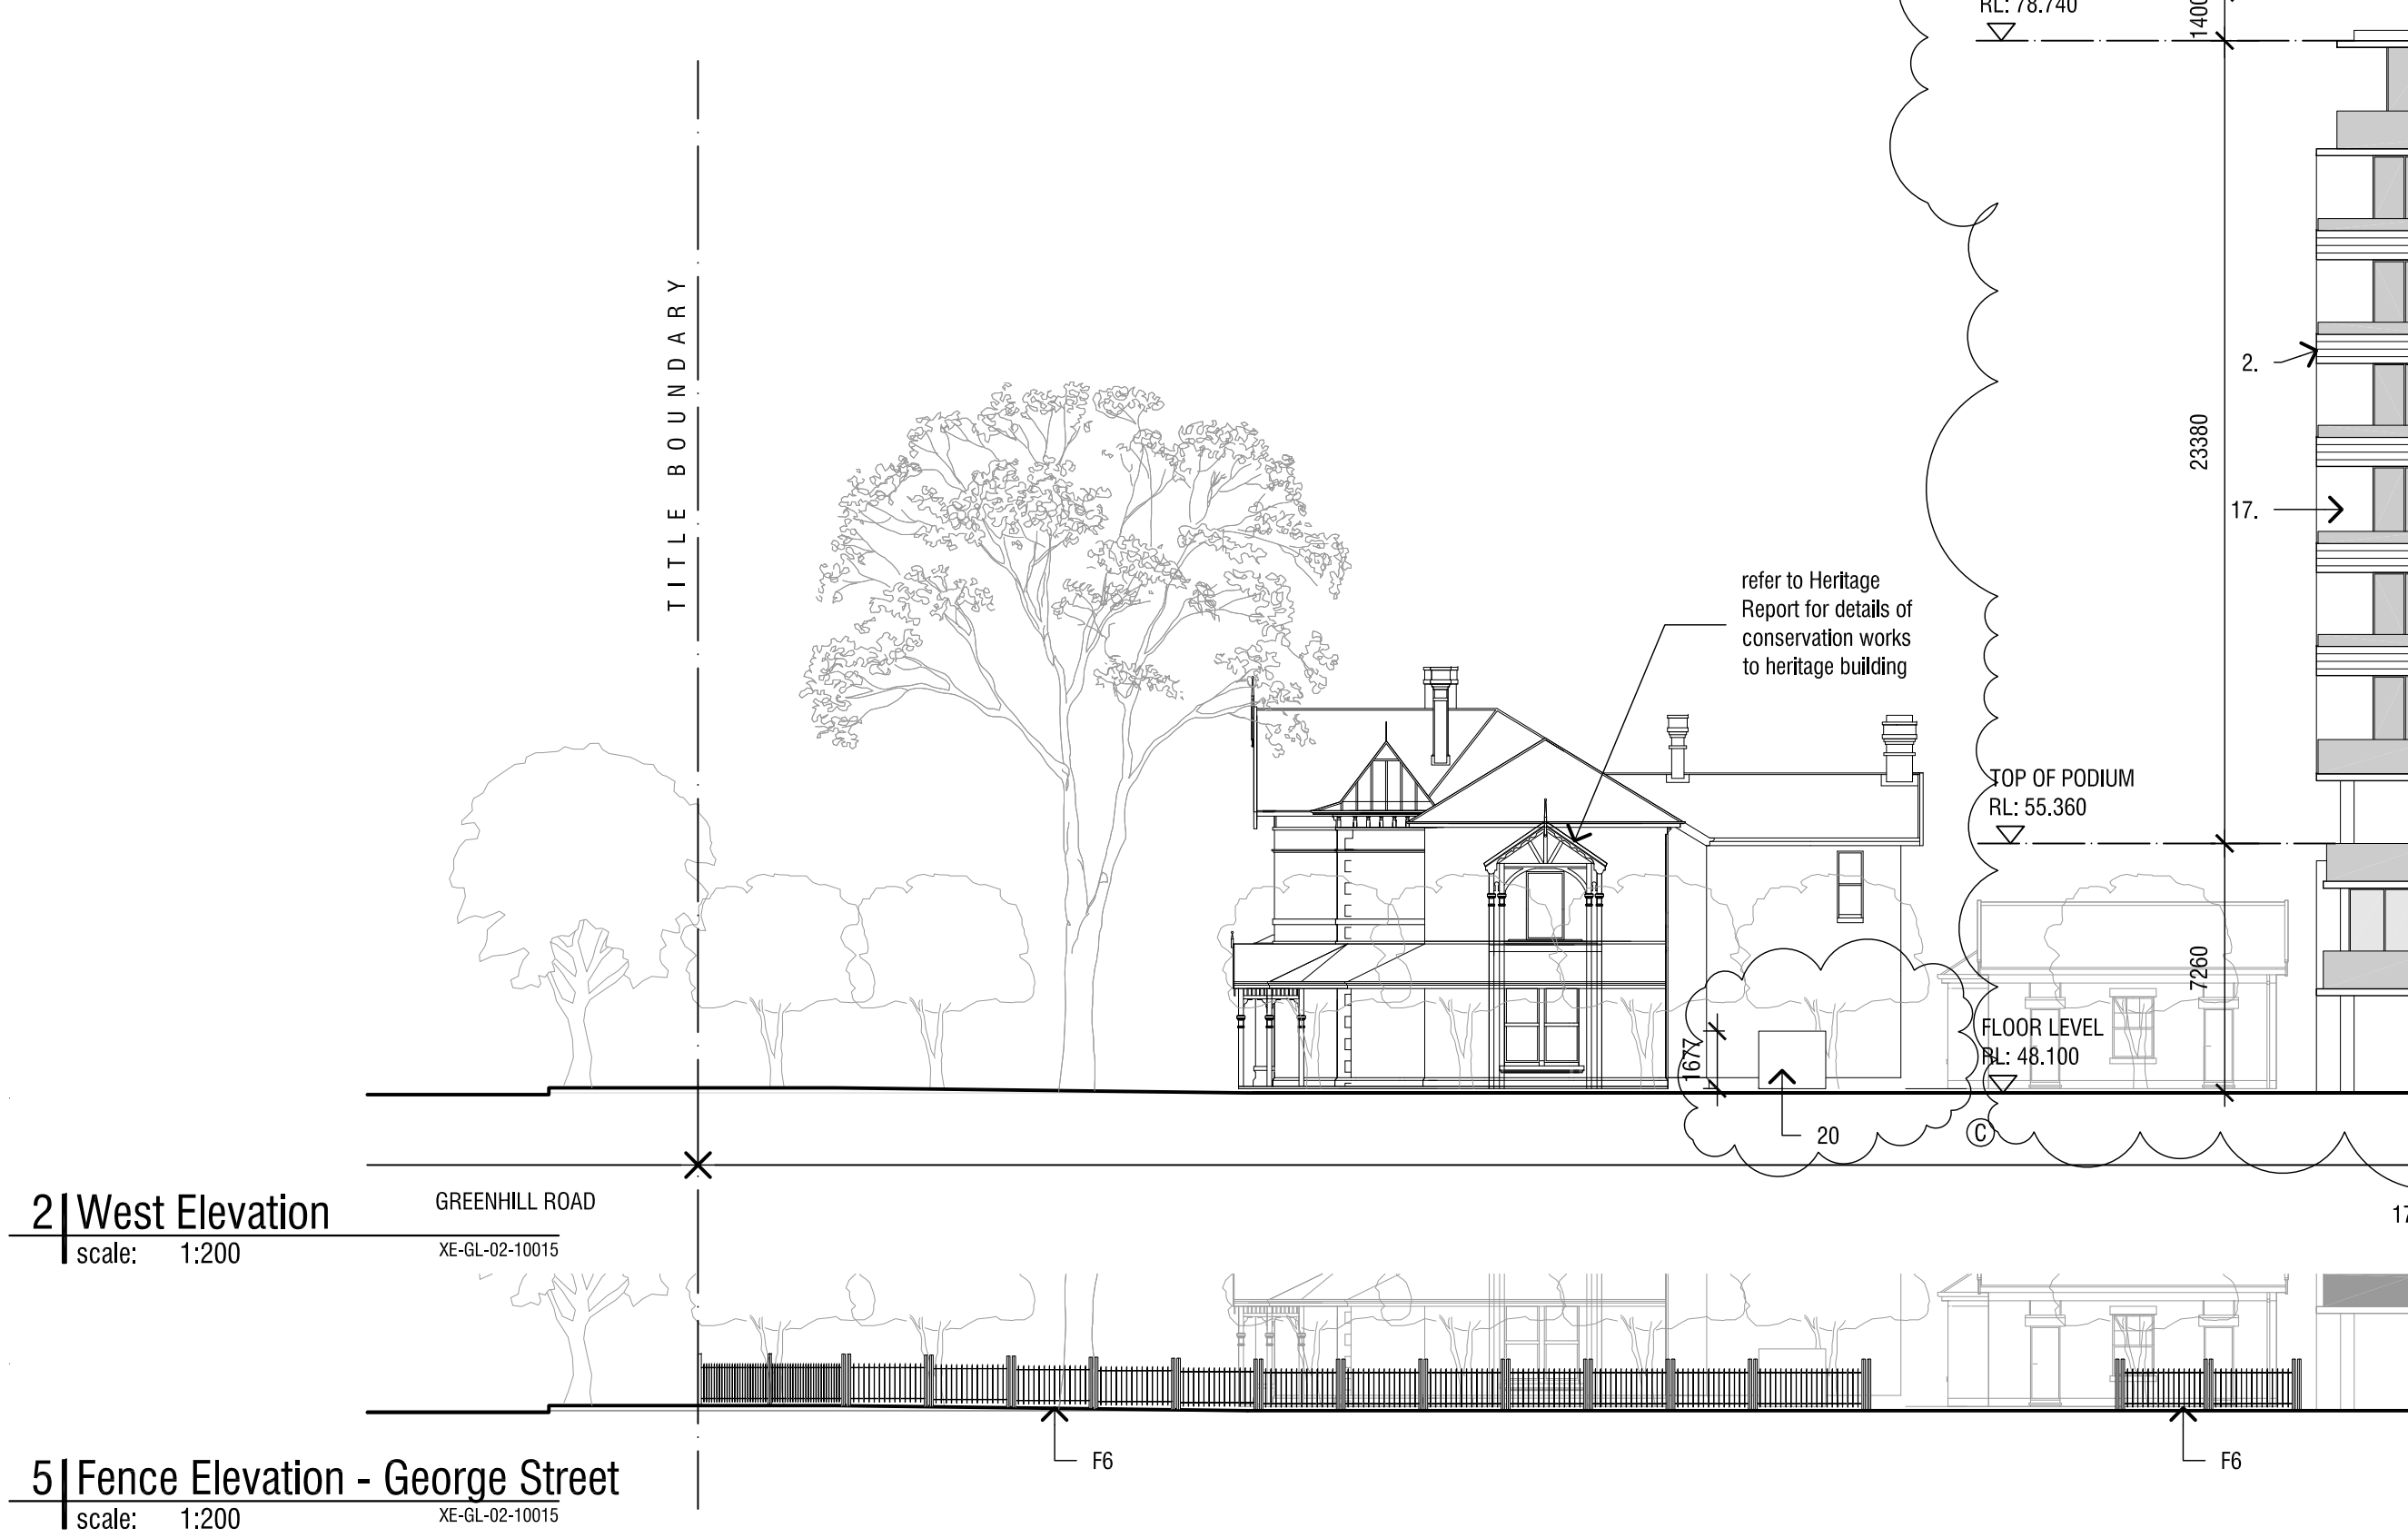 RL: 78.740
1400
TITLE BOUNDARY
2.
23380
17.
refer to Heritage
Report for details of
conservation works
to heritage building
TOP OF PODIUM
RL: 55.360
7260
FLOOR LEVEL
RL: 48.100
1677
20
C
2 West Elevation
GREENHILL ROAD
scale: 1:200
XE-GL-02-10015
17
F6
F6
5 Fence Elevation - George Street
scale: 1:200
XE-GL-02-10015